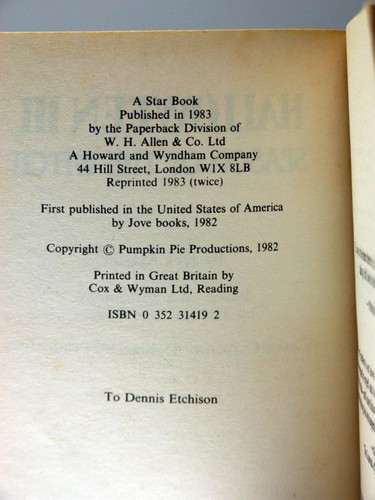 A Star Book
Published in 1983
by the Paperback Division of
W. H. Allen & Co. Ltd
A Howard and Wyndham Company
44 Hill Street, London W1X 8LB
Reprinted 1983 (twice)
First published in the United States of America
by Jove books, 1982
Copyright © Pumpkin Pie Productions, 1982
Printed in Great Britain by
Cox & Wyman Ltd, Reading
ISBN 0 352 31419 2
To Dennis Etchison